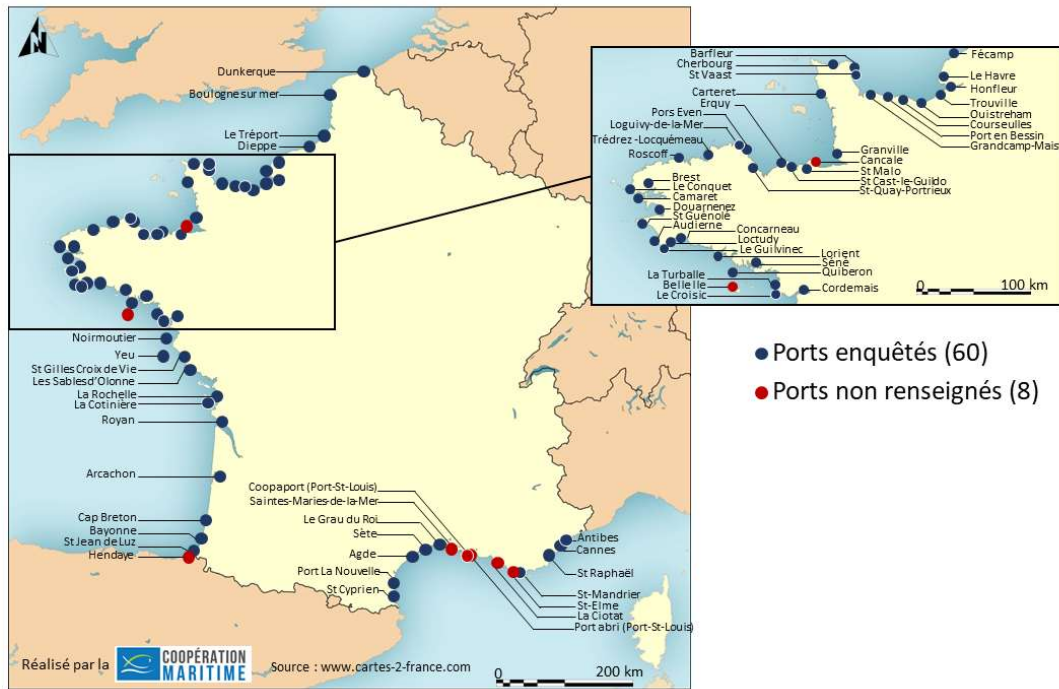 N
Dunkerque
Boulogne sur mer
Le Tréport
Dieppe
Noirmoutier
Yeu
St Gilles Croix de Vie
Les Sables d'Olonne
La Rochelle
La Cotinière
Royan
Arcachon
Cap Breton
Bayonne
St Jean de Luz
Hendaye
Coopaport (Port-St-Louis)
Saintes-Maries-de-la-Mer
Le Grau du Roi
Sète
Agde
Port La Nouvelle
St Cyprien
Antibes
Cannes
St Raphaël
St-Mandrier
St-Elme
La Ciotat
Port abri (Port-St-Louis)
Réalisé par la
COOPÉRATION
MARITIME
Source : www.cartes-2-france.com
0 200 km
Barfleur
Cherbourg
St Vaast
Carteret
Erquy
Pors Even
Loguivy-de-la-Mer
Trédrez -Locquémeau
Roscoff
Fécamp
Le Havre
Honfleur
Trouville
Ouistreham
Courseulles
Port en Bessin
Grandcamp-Mais
Granville
Cancale
St Malo
St Cast-le-Guildo
St-Quay-Portrieux
Brest
Le Conquet
Camaret
Douarnenez
St Guénolé
Audierne
Concarneau
Loctudy
Le Guilvinec
Lorient
Séné
Quiberon
La Turballe
Belle Ile
Le Croisic
Cordemais
0 100 km
Ports enquêtés (60)
Ports non renseignés (8)